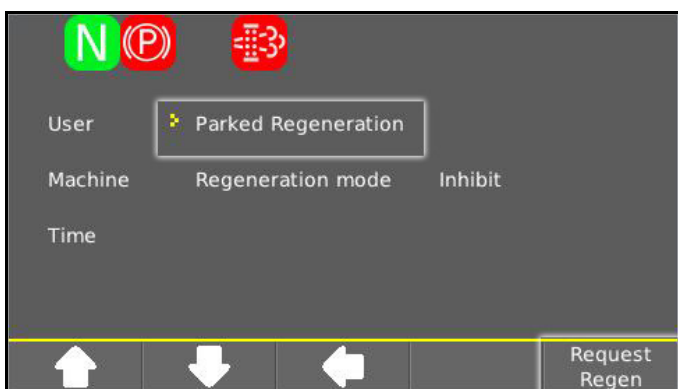 N (P)
User Parked Regeneration
Machine Regeneration mode Inhibit
Time
Request
Regen